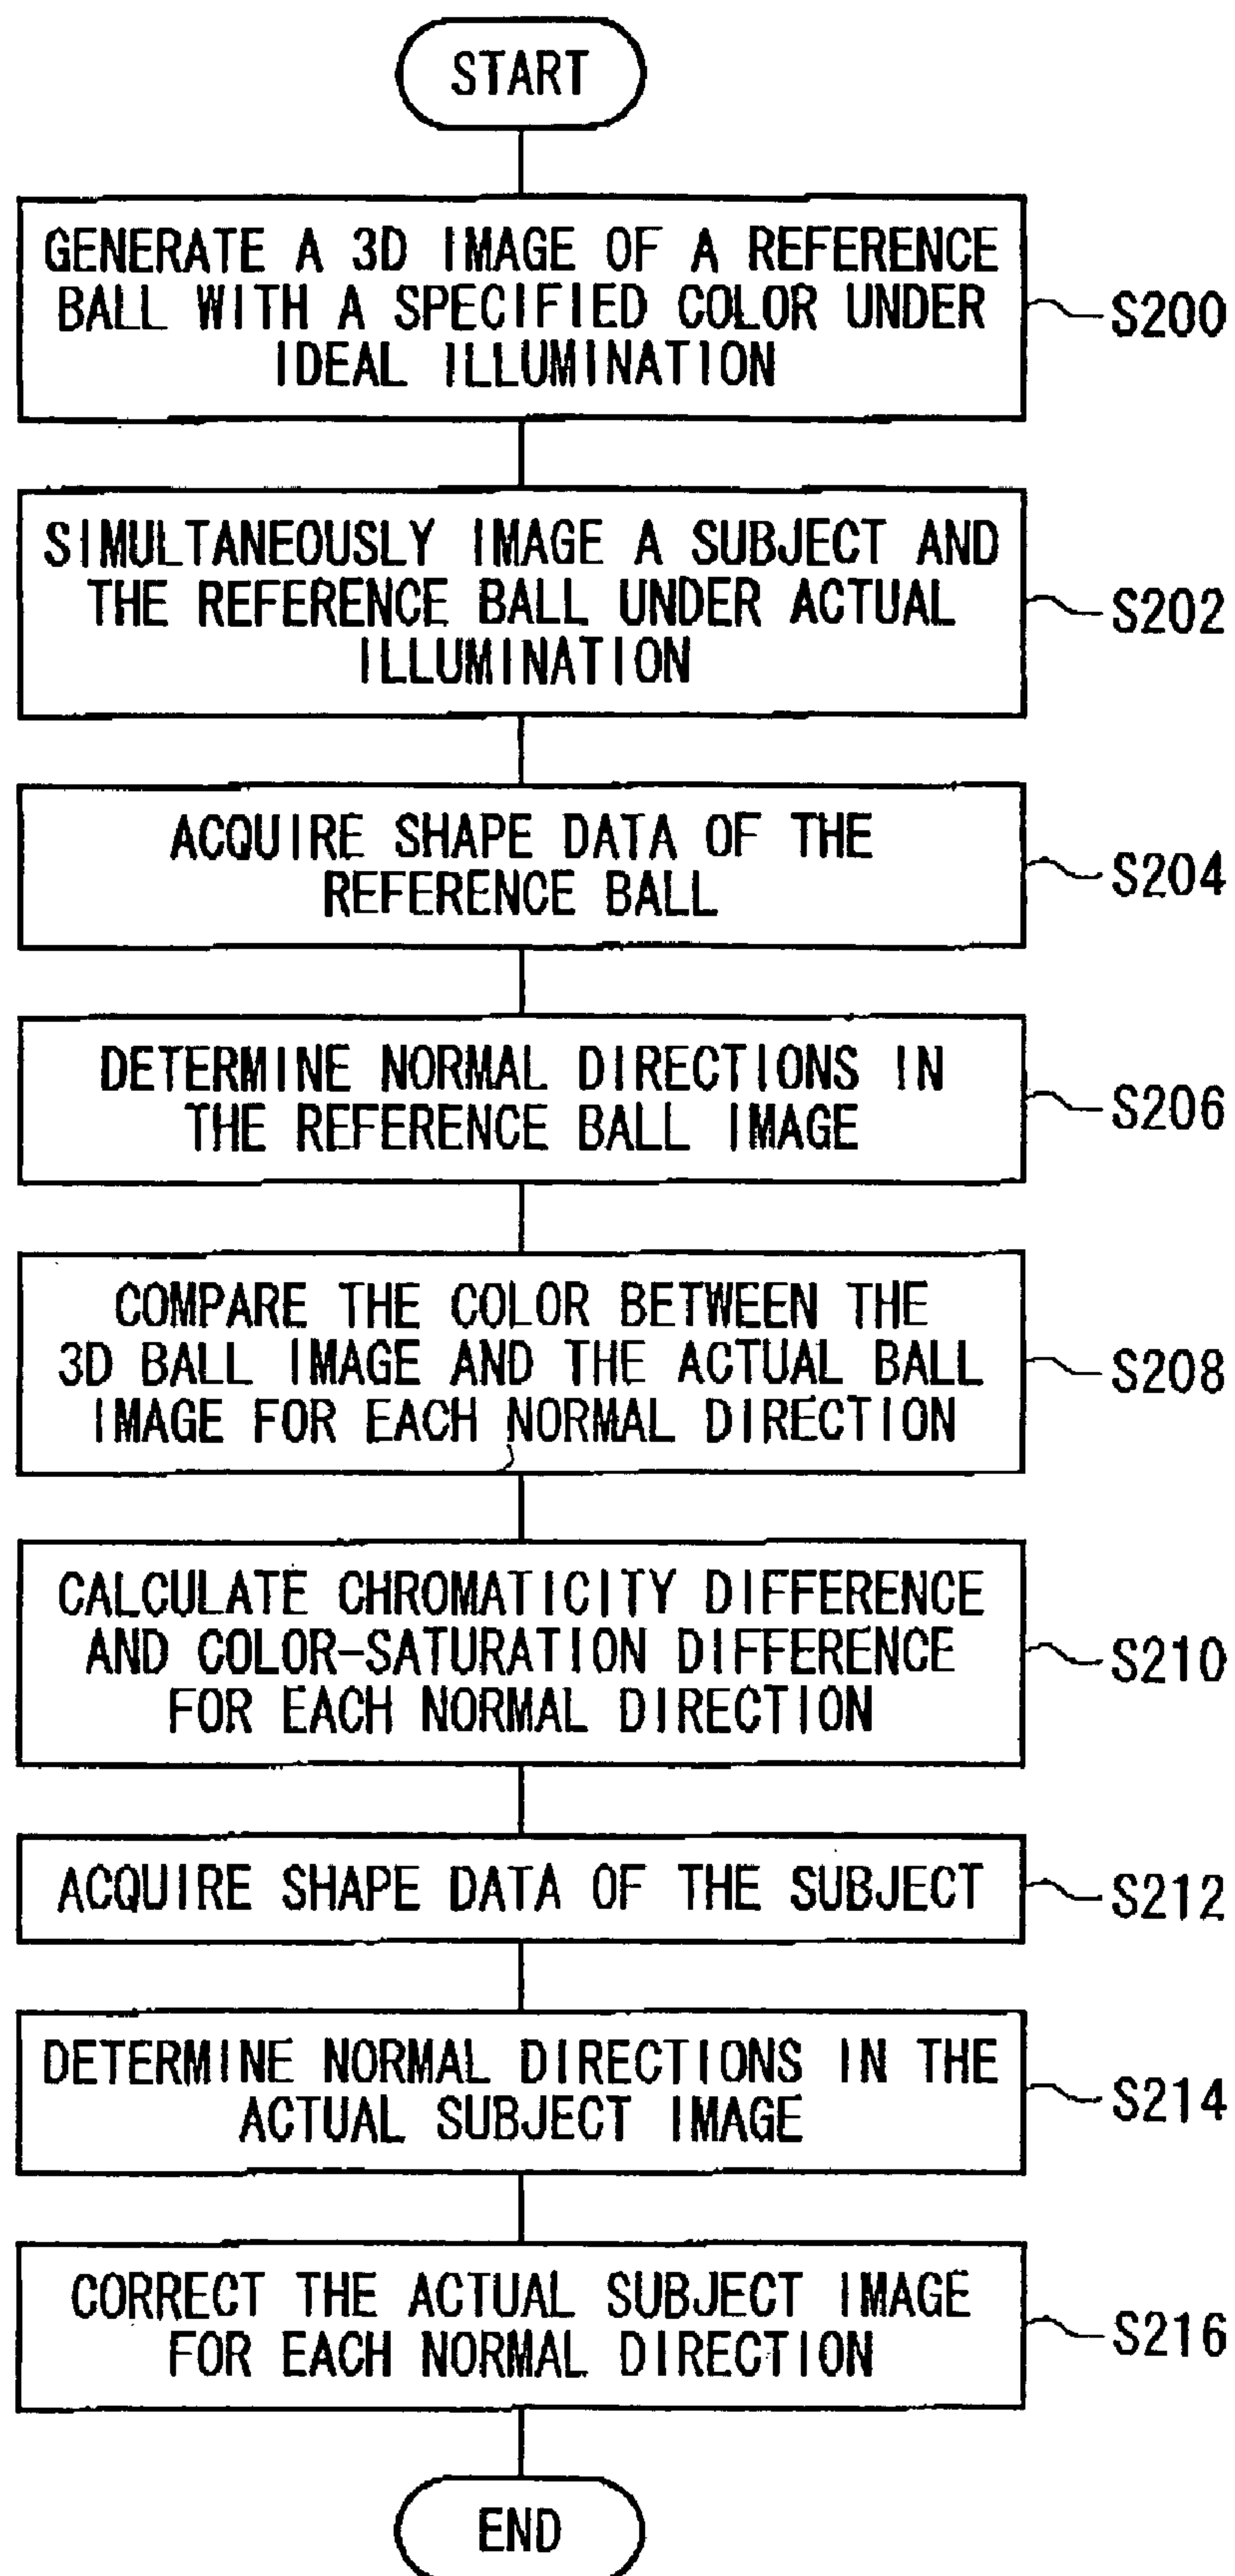 START
GENERATE A 3D IMAGE OF A REFERENCE
BALL WITH A SPECIFIED COLOR UNDER
IDEAL ILLUMINATION
S200
SIMULTANEOUSLY IMAGE A SUBJECT AND
THE REFERENCE BALL UNDER ACTUAL
ILLUMINATION
S202
ACQUIRE SHAPE DATA OF THE
REFERENCE BALL
S204
DETERMINE NORMAL DIRECTIONS IN
THE REFERENCE BALL IMAGE
S206
COMPARE THE COLOR BETWEEN THE
3D BALL IMAGE AND THE ACTUAL BALL
IMAGE FOR EACH NORMAL DIRECTION
S208
CALCULATE CHROMATICITY DIFFERENCE
AND COLOR-SATURATION DIFFERENCE
FOR EACH NORMAL DIRECTION
S210
ACQUIRE SHAPE DATA OF THE SUBJECT
S212
DETERMINE NORMAL DIRECTIONS IN THE
ACTUAL SUBJECT IMAGE
S214
CORRECT THE ACTUAL SUBJECT IMAGE
FOR EACH NORMAL DIRECTION
S216
END